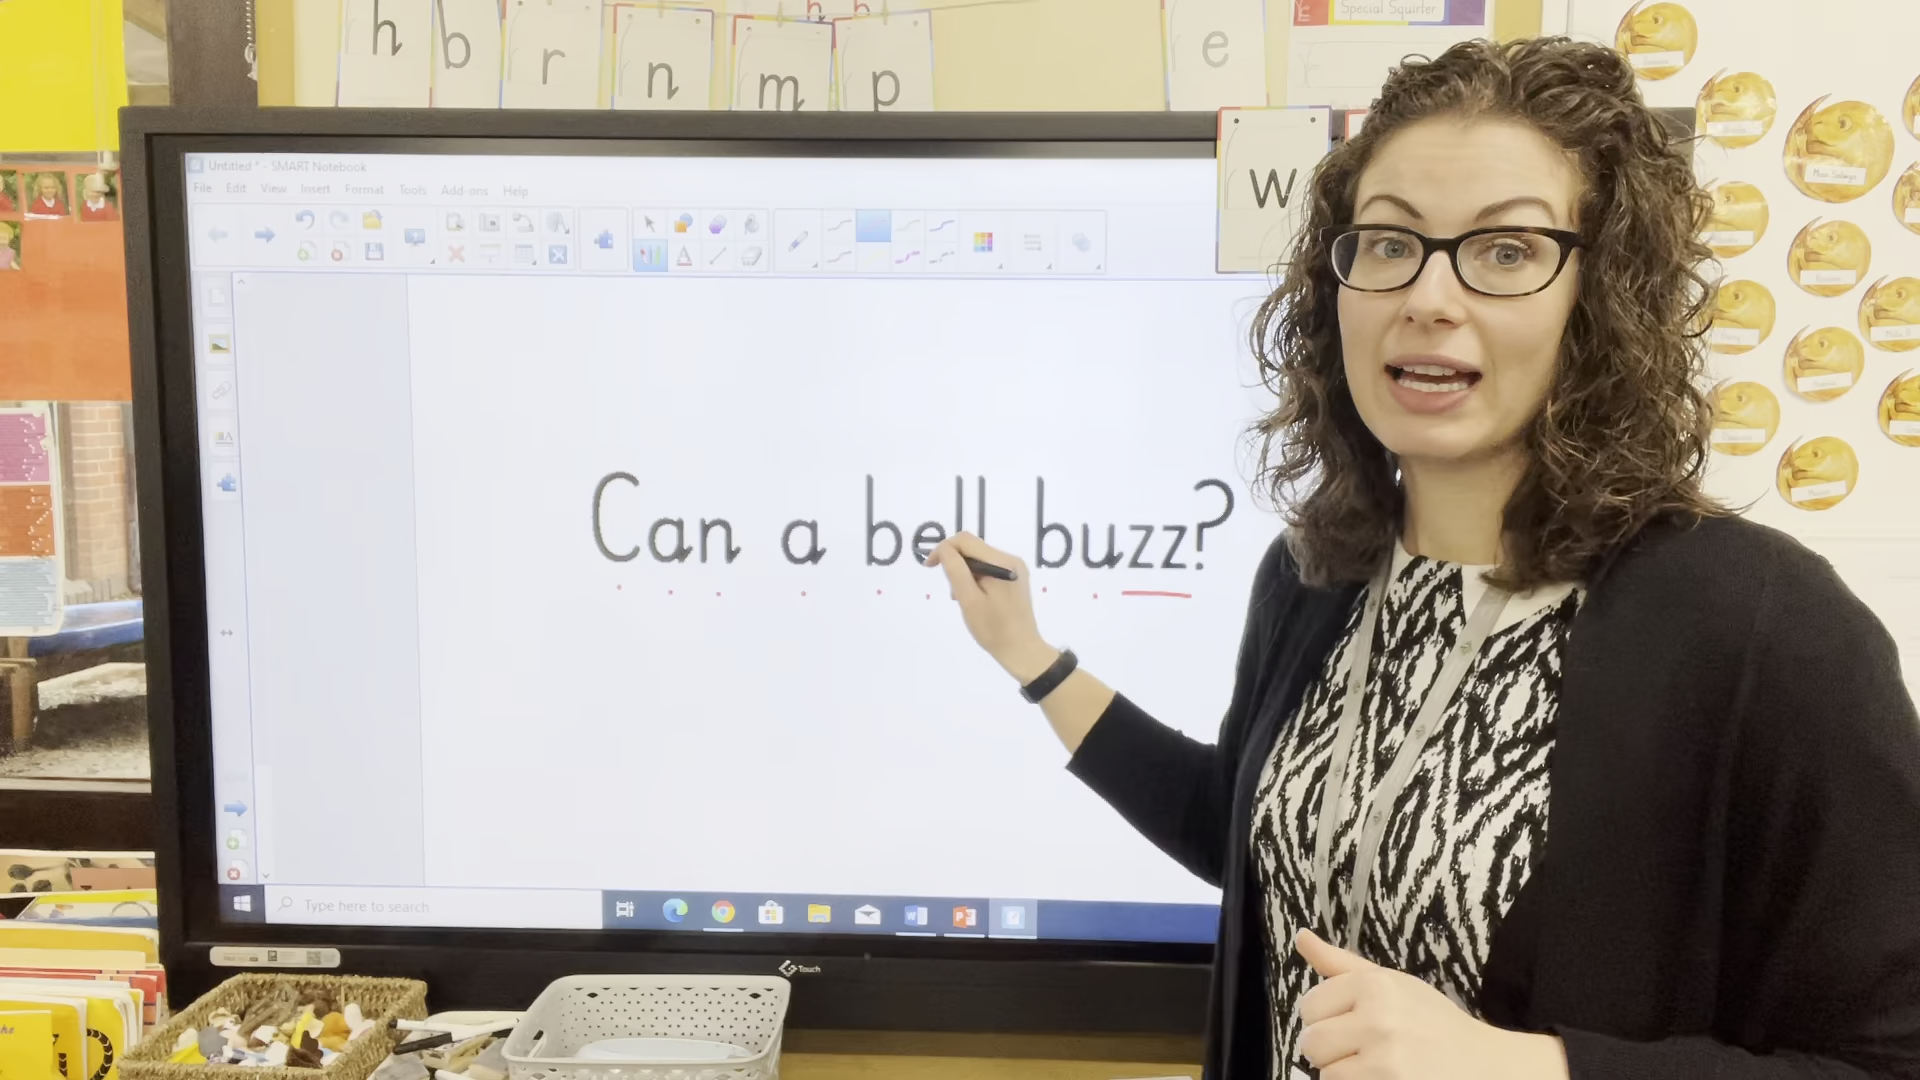 Special Squirter
h b r n m p e
w
Untitled * - SMART Notebook
File Edit View Insert Format Tools Add-ons Help
Can a bell buzz?
Type here to search
Touch